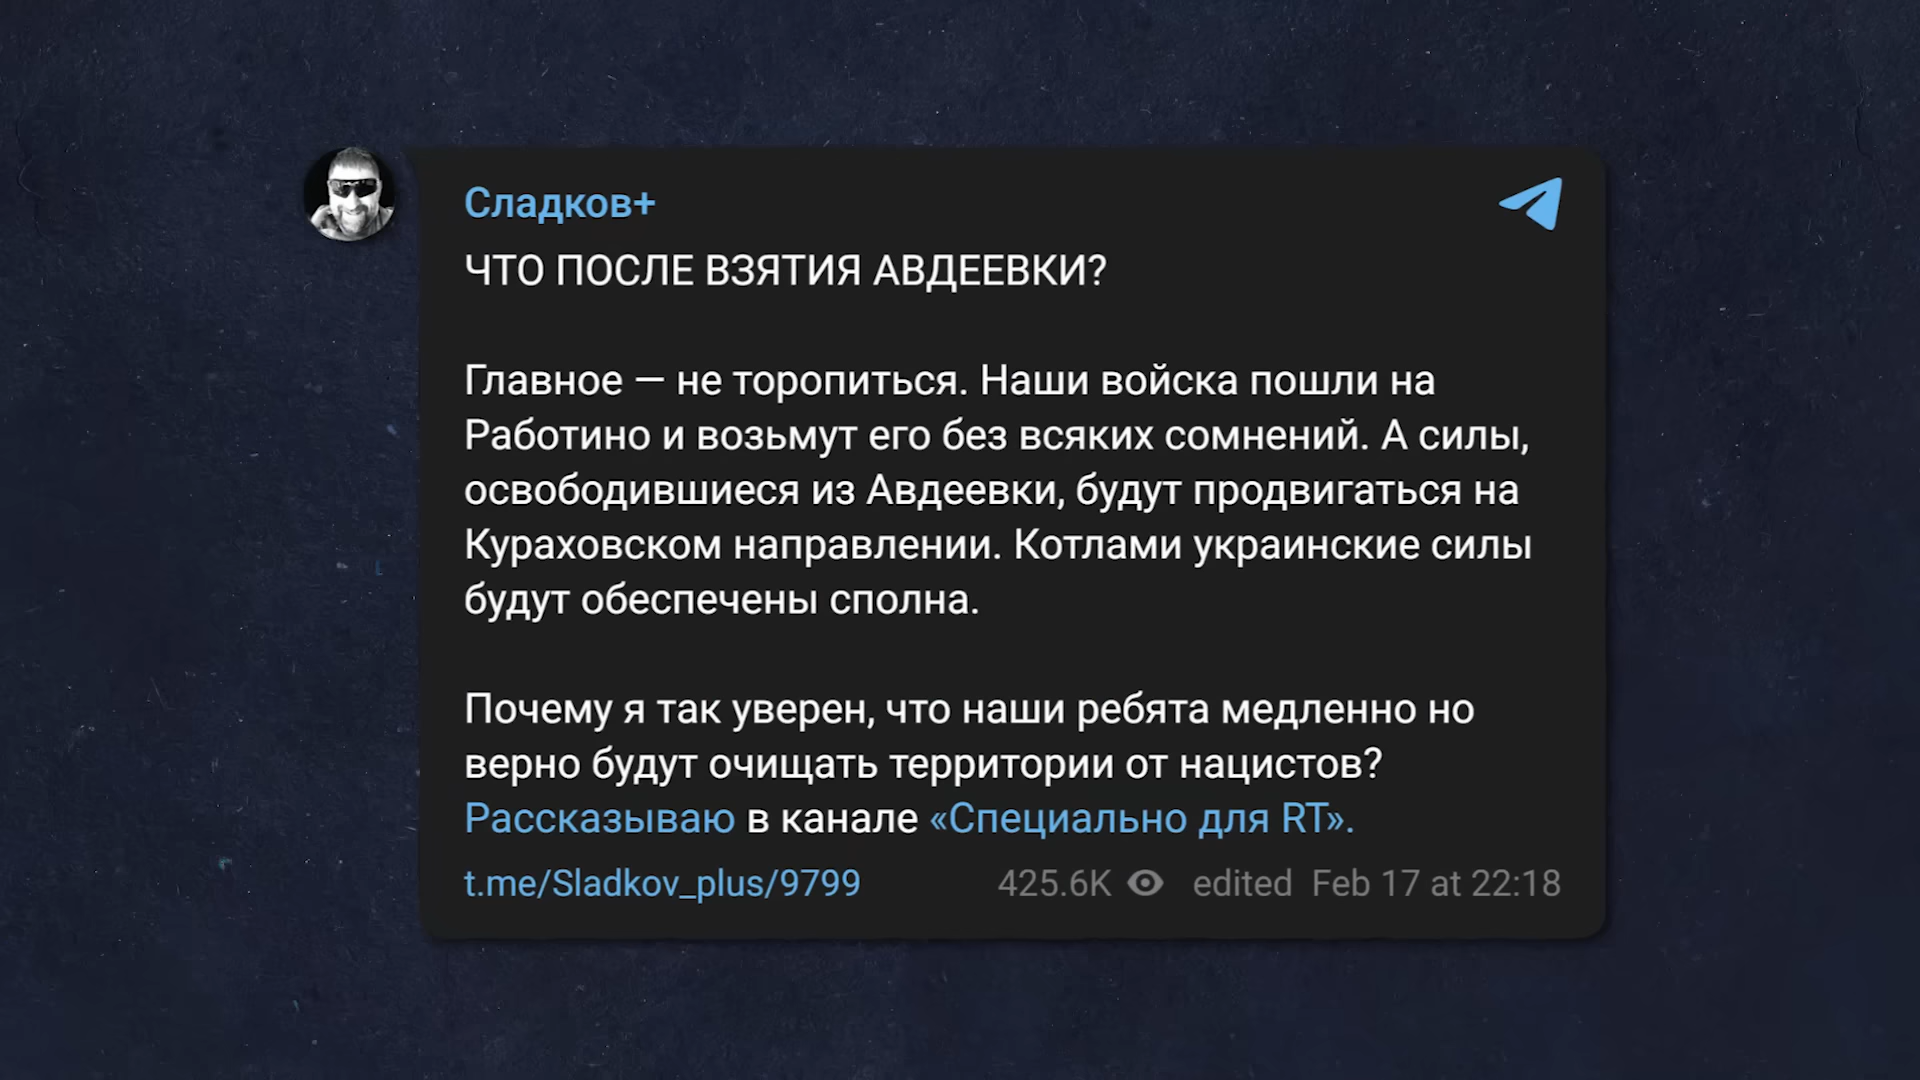 Сладков+
ЧТО ПОСЛЕ ВЗЯТИЯ АВДЕЕВКИ?
Главное — не торопиться. Наши войска пошли на
Работино и возьмут его без всяких сомнений. А силы,
освободившиеся из Авдеевки, будут продвигаться на
Кураховском направлении. Котлами украинские силы
будут обеспечены сполна.
Почему я так уверен, что наши ребята медленно но
верно будут очищать территории от нацистов?
Рассказываю в канале «Специально для RT».
t.me/Sladkov_plus/9799 425.6K edited Feb 17 at 22:18